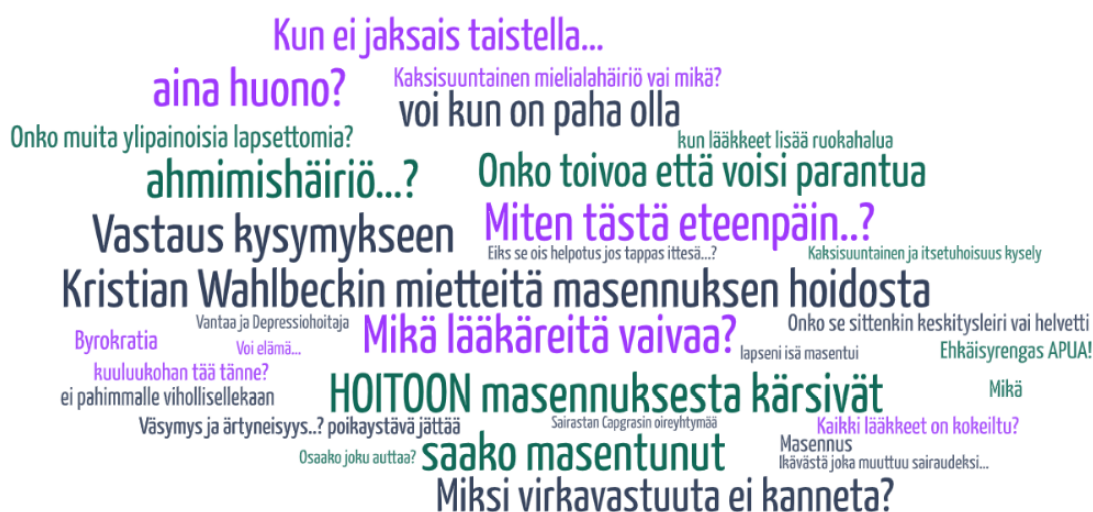 Kun ei jaksais taistella...
aina huono?
Kaksisuuntainen mielialahäiriö vai mikä?
voi kun on paha olla
Onko muita ylipainoisia lapsettomia?
kun lääkkeet lisää ruokahalua
ahmimishäiriö...?
Onko toivoa että voisi parantua
Vastaus kysymykseen
Miten tästä eteenpäin..?
Eiks se ois helpotus jos tappas ittesä...?
Kaksisuuntainen ja itsetuhoisuus kysely
Kristian Wahlbeckin mietteitä masennuksen hoidosta
Vantaa ja Depressiohoitaja
Mikä lääkäreitä vaivaa?
Onko se sittenkin keskitysleiri vai helvetti
Byrokratia
Voi elämä...
lapseni isä masentui
Ehkäisyrengas APUA!
kuuluukohan tää tänne?
HOITOON masennuksesta kärsivät
Mikä
ei pahimmalle vihollisellekaan
Väsymys ja ärtyneisyys..? poikaystävä jättää
Sairastan Capgrasin oireyhtymää
Kaikki lääkkeet on kokeiltu?
Osaako joku auttaa?
saako masentunut
Masennus
Ikävästä joka muuttuu sairaudeksi...
Miksi virkavastuuta ei kanneta?